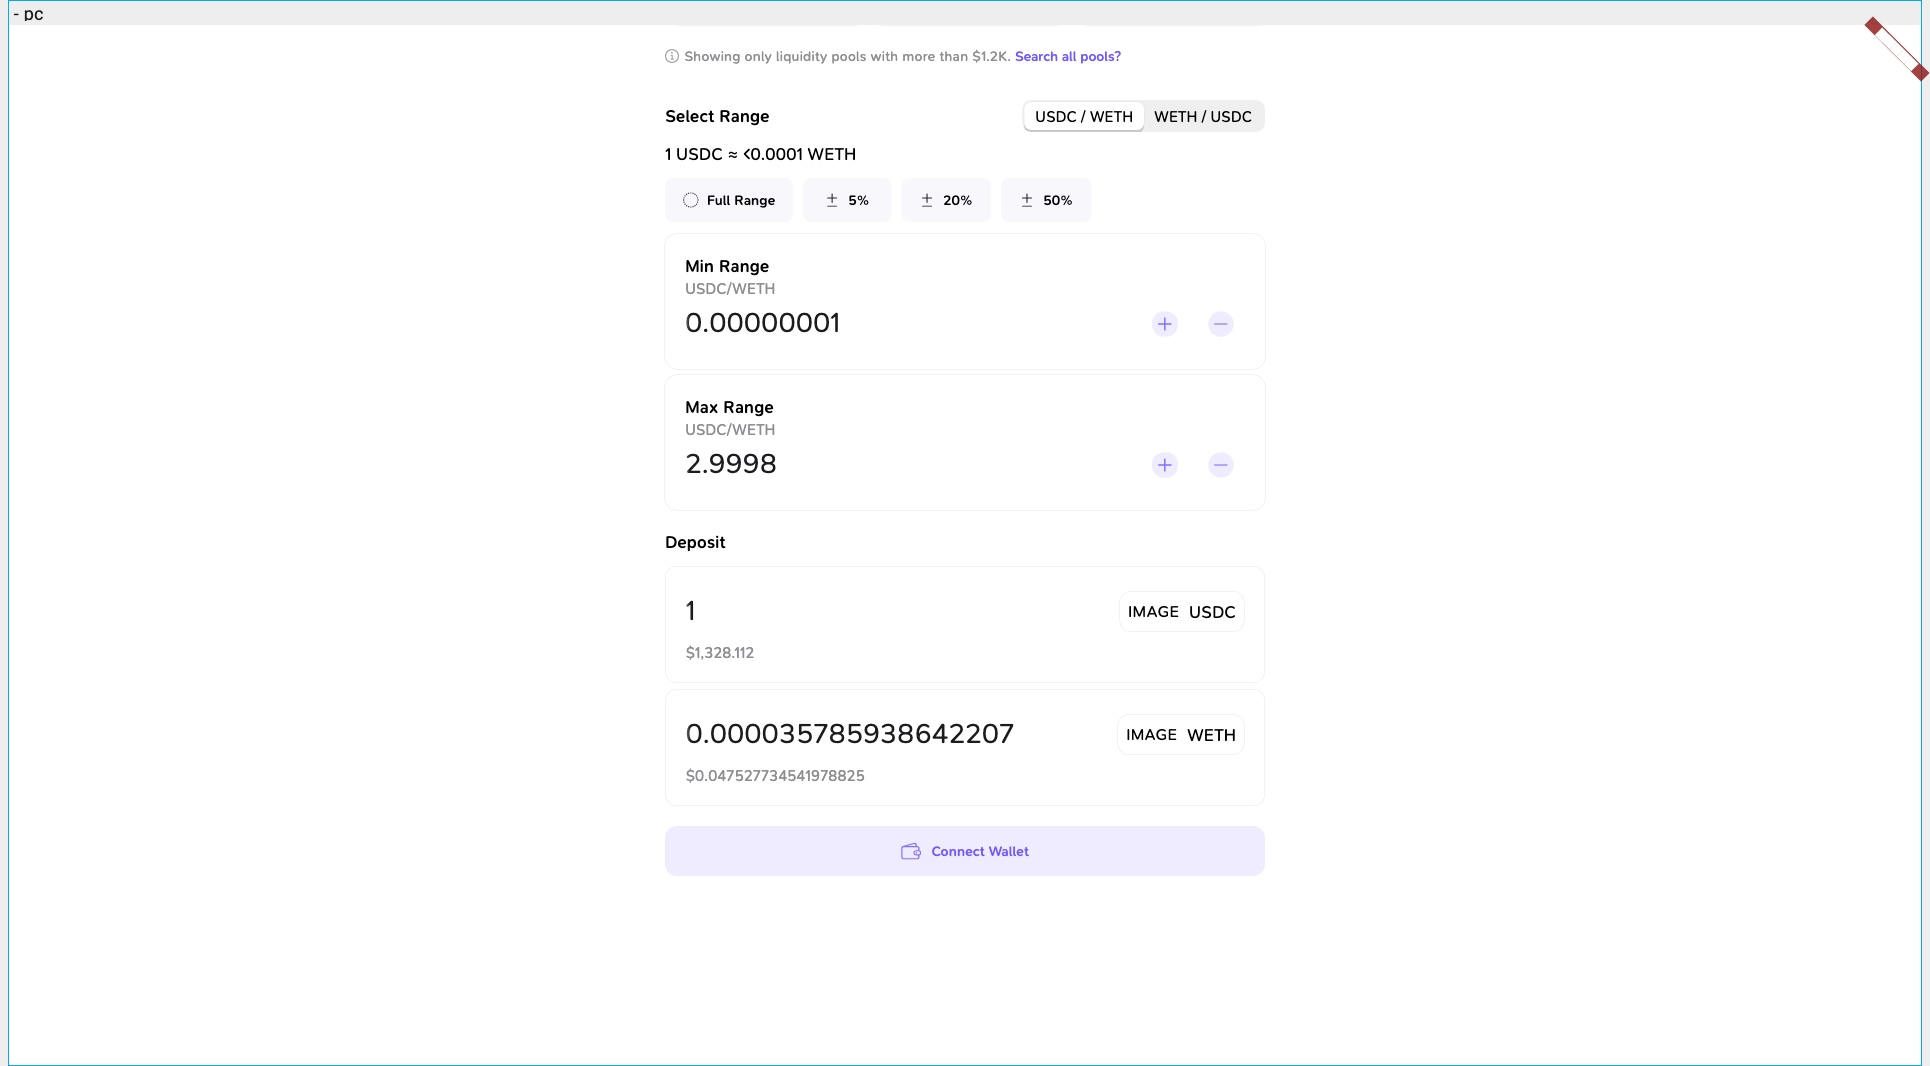 - pc
Showing only liquidity pools with more than $1.2K. Search all pools?
Select Range
USDC / WETH WETH / USDC
1 USDC ≈ <0.0001 WETH
Full Range ± 5% ± 20% ± 50%
Min Range
USDC/WETH
0.00000001
Max Range
USDC/WETH
2.9998
Deposit
1 IMAGE USDC
$1,328.112
0.000035785938642207 IMAGE WETH
$0.047527734541978825
Connect Wallet